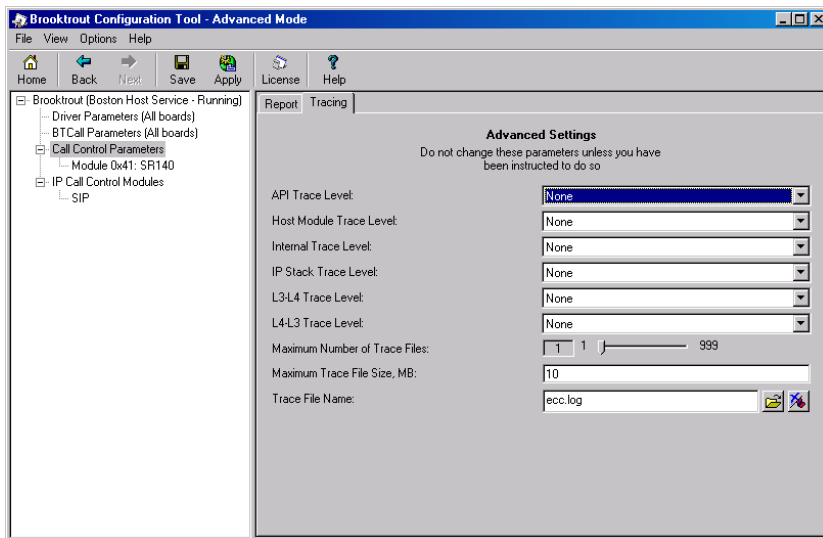 Brooktrout Configuration Tool - Advanced Mode
File View Options Help
Home Back Next Save Apply License Help
Brooktrout (Boston Host Service - Running)
Driver Parameters (All boards)
BTCall Parameters (All boards)
Call Control Parameters
Module 0x41: SR140
IP Call Control Modules
SIP
Report Tracing
Advanced Settings
Do not change these parameters unless you have
been instructed to do so
API Trace Level: None
Host Module Trace Level: None
Internal Trace Level: None
IP Stack Trace Level: None
L3-L4 Trace Level: None
L4-L3 Trace Level: None
Maximum Number of Trace Files: 1 1 999
Maximum Trace File Size, MB: 10
Trace File Name: ecc.log